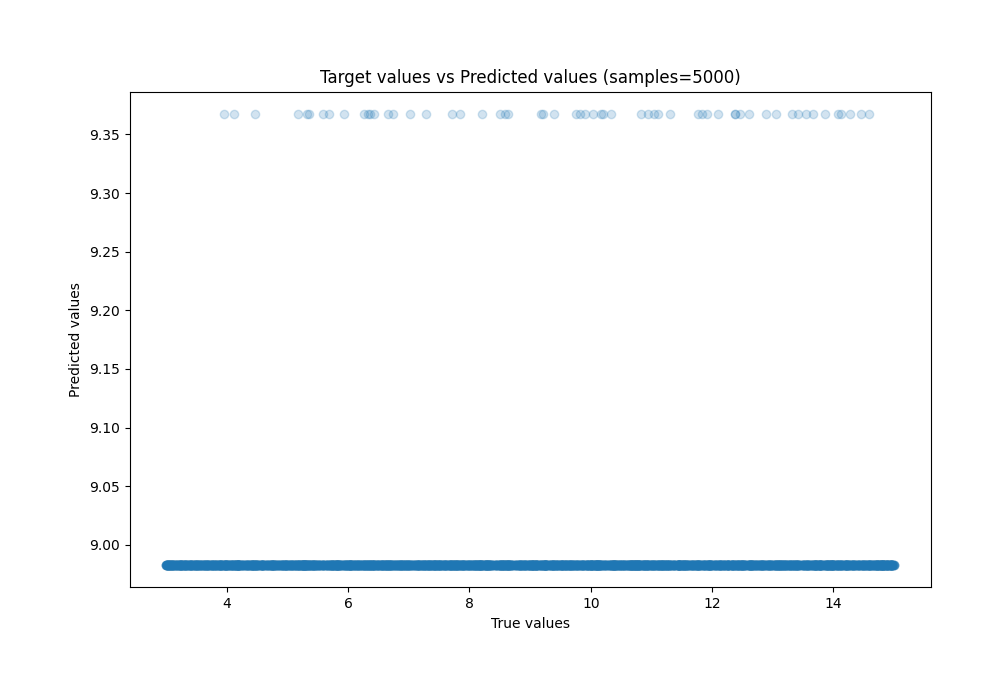 Target values vs Predicted values (samples=5000)
9.35
9.30
9.25
9.20
9.15
9.10
9.05
9.00
Predicted values
4 6 8 10 12 14
True values